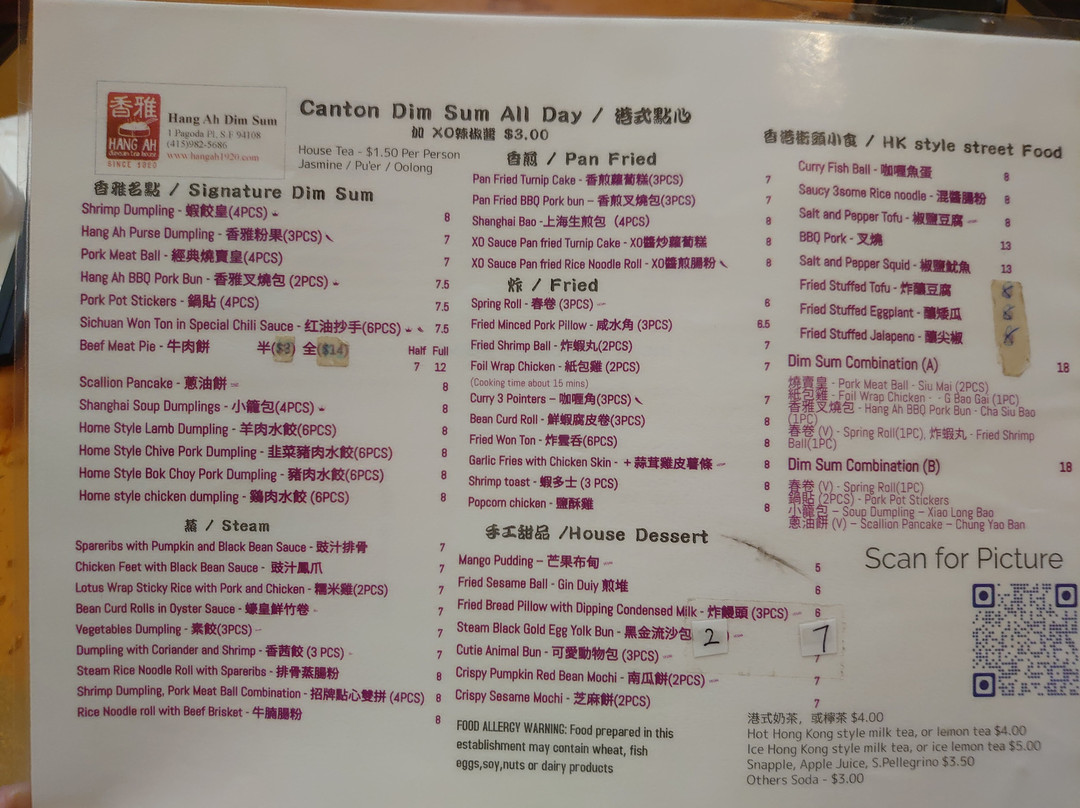 香雅
HANG AH
dim sum tea house
SINCE 1920
Hang Ah Dim Sum
1 Pagoda Pl, S.F 94108
(415)982-5686
www.hangah1920.com
Canton Dim Sum All Day / 港式點心
加 XO辣椒醬 $3.00
House Tea - $1.50 Per Person
Jasmine / Pu'er / Oolong
香雅名點 / Signature Dim Sum
Shrimp Dumpling - 蝦餃皇(4PCS) 8
Hang Ah Purse Dumpling - 香雅粉果(3PCS) 7
Pork Meat Ball - 經典燒賣皇(4PCS) 7
Hang Ah BBQ Pork Bun - 香雅叉燒包 (2PCS) 7.5
Pork Pot Stickers - 鍋貼 (4PCS) 7.5
Sichuan Won Ton in Special Chili Sauce - 红油抄手(6PCS) 7.5
Beef Meat Pie - 牛肉餅 半($8) 全($14) Half Full
7 12
Scallion Pancake - 蔥油餅 8
Shanghai Soup Dumplings - 小籠包(4PCS) 8
Home Style Lamb Dumpling - 羊肉水餃(6PCS) 8
Home Style Chive Pork Dumpling - 韭菜豬肉水餃(6PCS) 8
Home Style Bok Choy Pork Dumpling - 豬肉水餃(6PCS) 8
Home style chicken dumpling - 鷄肉水餃 (6PCS) 8
蒸 / Steam
Spareribs with Pumpkin and Black Bean Sauce - 豉汁排骨 7
Chicken Feet with Black Bean Sauce - 豉汁鳳爪 7
Lotus Wrap Sticky Rice with Pork and Chicken - 糯米雞(2PCS) 7
Bean Curd Rolls in Oyster Sauce - 蠔皇鮮竹卷 7
Vegetables Dumpling - 素餃(3PCS) 7
Dumpling with Coriander and Shrimp - 香茜餃 (3 PCS) 7
Steam Rice Noodle Roll with Spareribs - 排骨蒸腸粉 8
Shrimp Dumpling, Pork Meat Ball Combination - 招牌點心雙拼 (4PCS) 8
Rice Noodle roll with Beef Brisket - 牛腩腸粉 8
香煎 / Pan Fried
Pan Fried Turnip Cake - 香煎蘿蔔糕(3PCS) 7
Pan Fried BBQ Pork bun – 香煎叉燒包(3PCS) 7
Shanghai Bao -上海生煎包 (4PCS) 8
XO Sauce Pan fried Turnip Cake - XO醬炒蘿蔔糕 8
XO Sauce Pan fried Rice Noodle Roll - XO醬煎腸粉 8
炸 / Fried
Spring Roll - 春卷 (3PCS) 6
Fried Minced Pork Pillow - 咸水角 (3PCS) 6.5
Fried Shrimp Ball - 炸蝦丸(2PCS) 7
Foil Wrap Chicken - 紙包雞 (2PCS) 7
(Cooking time about 15 mins)
Curry 3 Pointers – 咖喱角(3PCS) 7
Bean Curd Roll - 鮮蝦腐皮卷(3PCS) 8
Fried Won Ton - 炸雲吞(6PCS) 8
Garlic Fries with Chicken Skin - + 蒜茸雞皮薯條 8
Shrimp toast - 蝦多士 (3 PCS) 8
Popcorn chicken - 鹽酥雞 8
手工甜品 /House Dessert
Mango Pudding – 芒果布甸 5
Fried Sesame Ball - Gin Duiy 煎堆 6
Fried Bread Pillow with Dipping Condensed Milk - 炸饅頭 (3PCS) 6
Steam Black Gold Egg Yolk Bun - 黑金流沙包 2 7
Cutie Animal Bun - 可愛動物包 (3PCS) 7
Crispy Pumpkin Red Bean Mochi - 南瓜餅(2PCS) 7
Crispy Sesame Mochi - 芝麻餅(2PCS) 7
FOOD ALLERGY WARNING: Food prepared in this
establishment may contain wheat, fish
eggs,soy,nuts or dairy products
香港街頭小食 / HK style street Food
Curry Fish Ball - 咖喱魚蛋 8
Saucy 3some Rice noodle - 混醬腸粉 8
Salt and Pepper Tofu - 椒鹽豆腐 8
BBQ Pork - 叉燒 13
Salt and Pepper Squid - 椒鹽魷魚 13
Fried Stuffed Tofu - 炸釀豆腐 8
Fried Stuffed Eggplant - 釀矮瓜 8
Fried Stuffed Jalapeno - 釀尖椒 8
Dim Sum Combination (A) 18
燒賣皇 - Pork Meat Ball - Siu Mai (2PCS)
紙包雞 - Foil Wrap Chicken - - G Bao Gai (1PC)
香雅叉燒包 - Hang Ah BBQ Pork Bun - Cha Siu Bao
(1PC)
春卷 (V) - Spring Roll(1PC), 炸蝦丸 - Fried Shrimp
Ball(1PC)
Dim Sum Combination (B) 18
春卷 (V) - Spring Roll(1PC)
鍋貼 (2PCS) - Pork Pot Stickers
小籠包 – Soup Dumpling – Xiao Long Bao
蔥油餅 (V) – Scallion Pancake – Chung Yao Ban
Scan for Picture
港式奶茶，或檸茶 $4.00
Hot Hong Kong style milk tea, or lemon tea $4.00
Ice Hong Kong style milk tea, or ice lemon tea $5.00
Snapple, Apple Juice, S.Pellegrino $3.50
Others Soda - $3.00